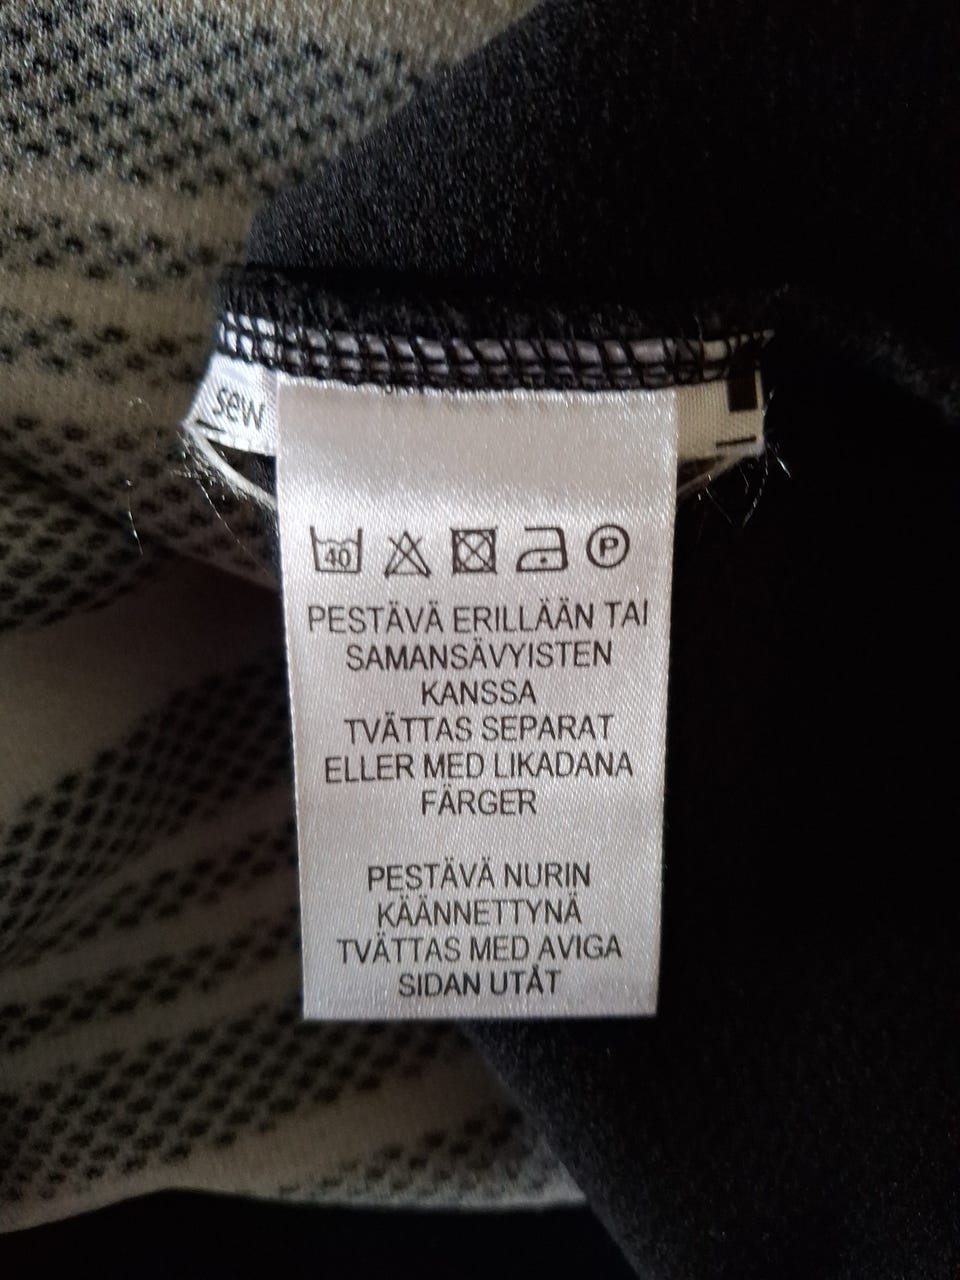 sew
40 P
PESTÄVÄ ERILLÄÄN TAI
SAMANSÄVYISTEN
KANSSA
TVÄTTAS SEPARAT
ELLER MED LIKADANA
FÄRGER
PESTÄVÄ NURIN
KÄÄNNETTYNÄ
TVÄTTAS MED AVIGA
SIDAN UTÅT